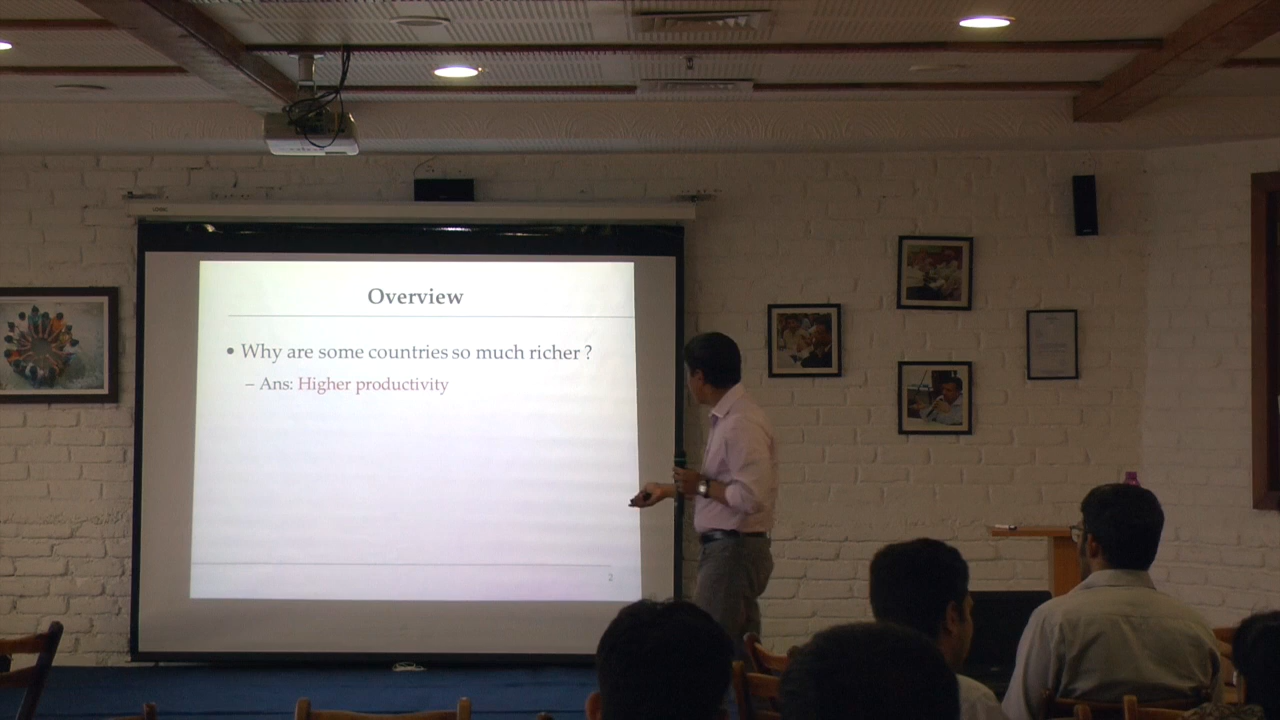 Overview
• Why are some countries so much richer ?
– Ans: Higher productivity
2